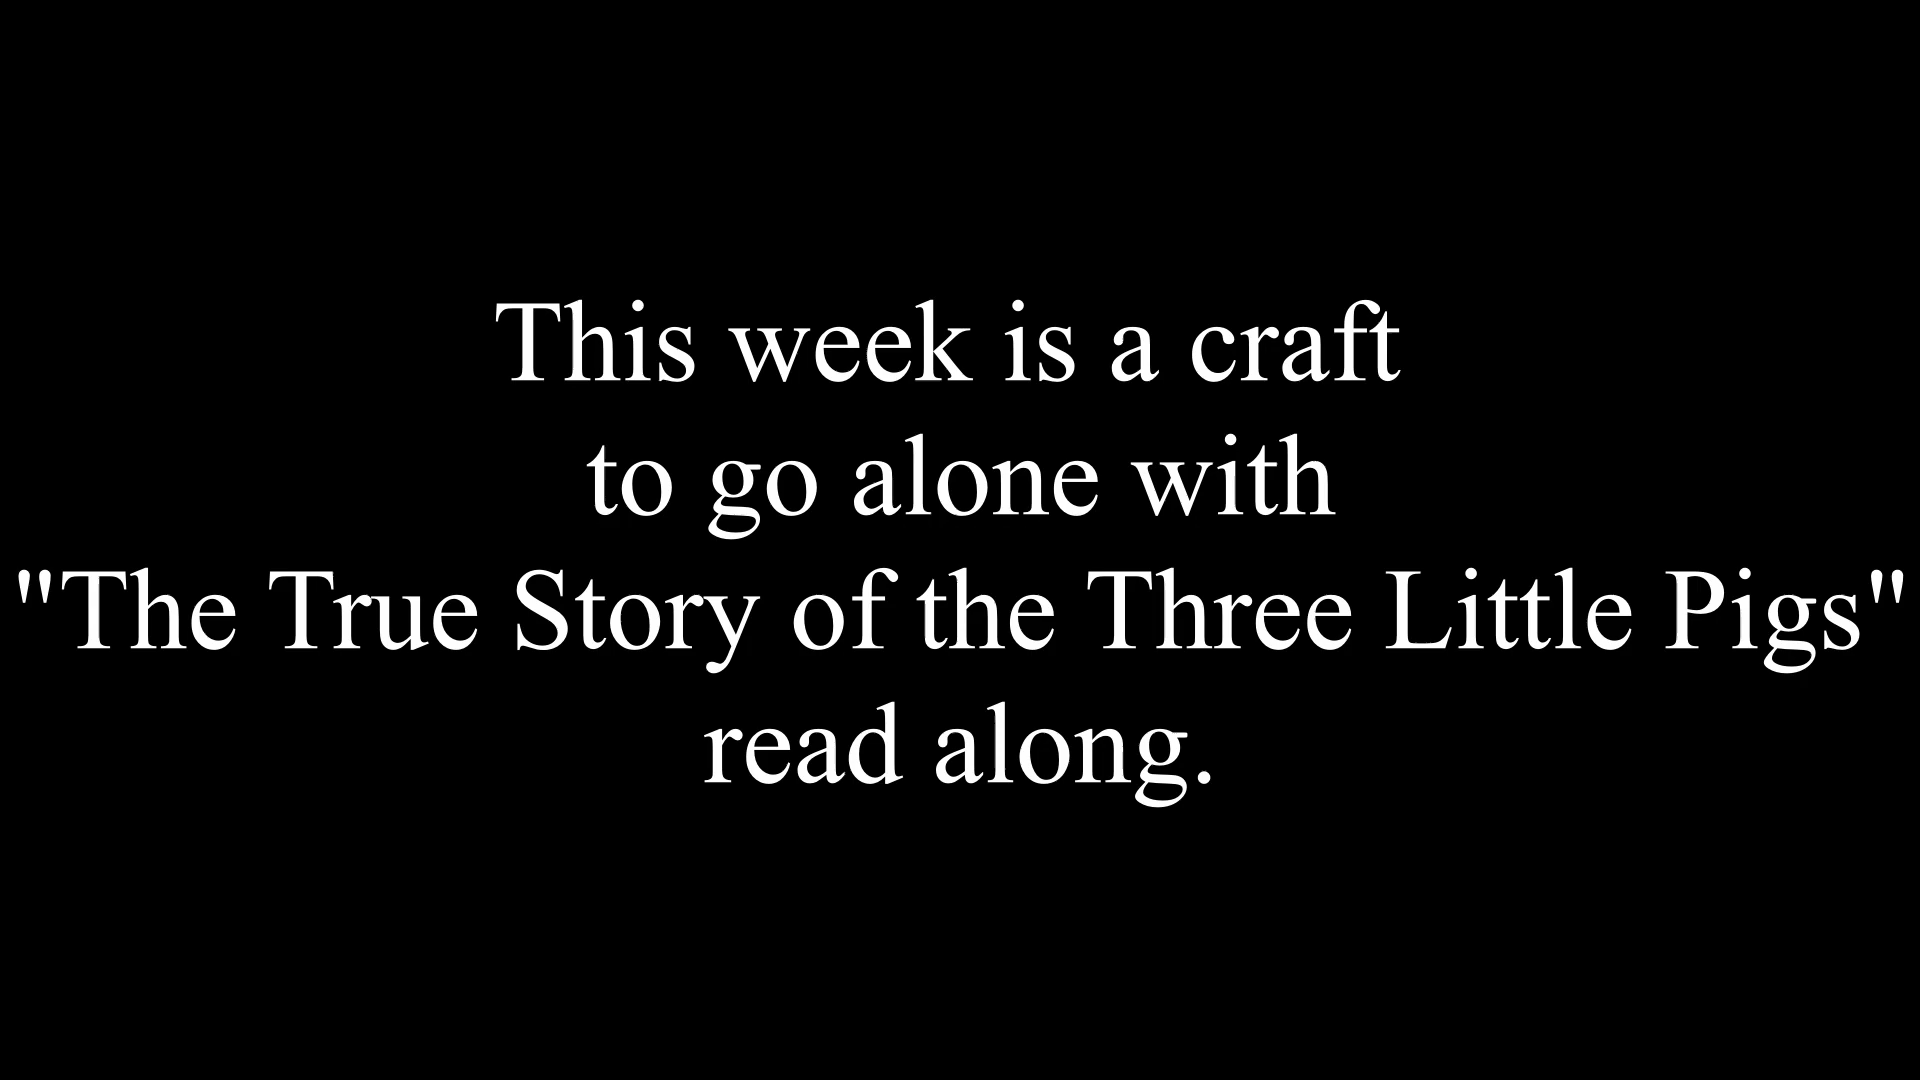 This week is a craft
to go alone with
"The True Story of the Three Little Pigs"
read along.